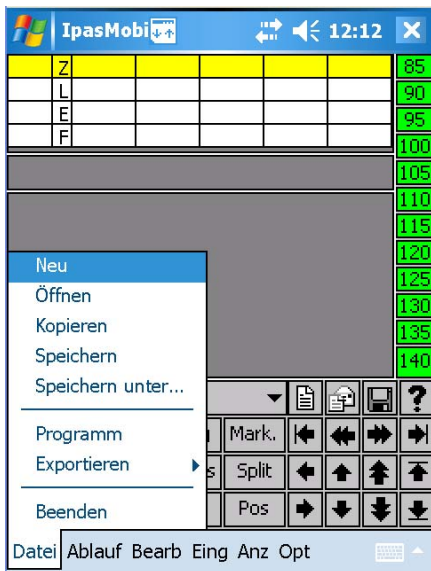 IpasMobi 12:12
Z 85
L 90
E 95
F 100
105
110
115
120
125
130
135
140
Neu
Öffnen
Kopieren
Speichern
Speichern unter...
Programm
Exportieren
Beenden
?
Mark.
s Split
Pos
Datei Ablauf Bearb Eing Anz Opt